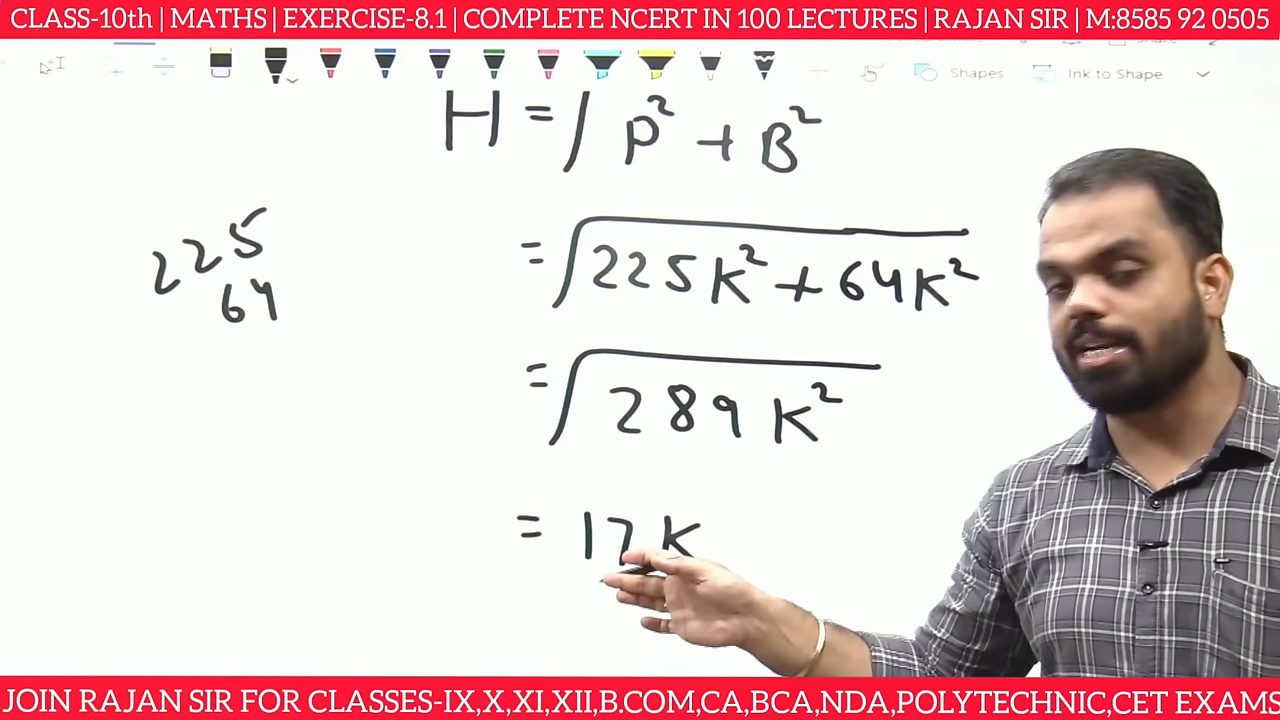 CLASS-10th | MATHS | EXERCISE-8.1 | COMPLETE NCERT IN 100 LECTURES | RAJAN SIR | M:8585 92 0505
Shapes
Ink to Shape
H = √ P² + B²
225
64
= √225K² + 64K²
= √289K²
= 17K
JOIN RAJAN SIR FOR CLASSES-IX,X,XI,XII,B.COM,CA,BCA,NDA,POLYTECHNIC,CET EXAMS